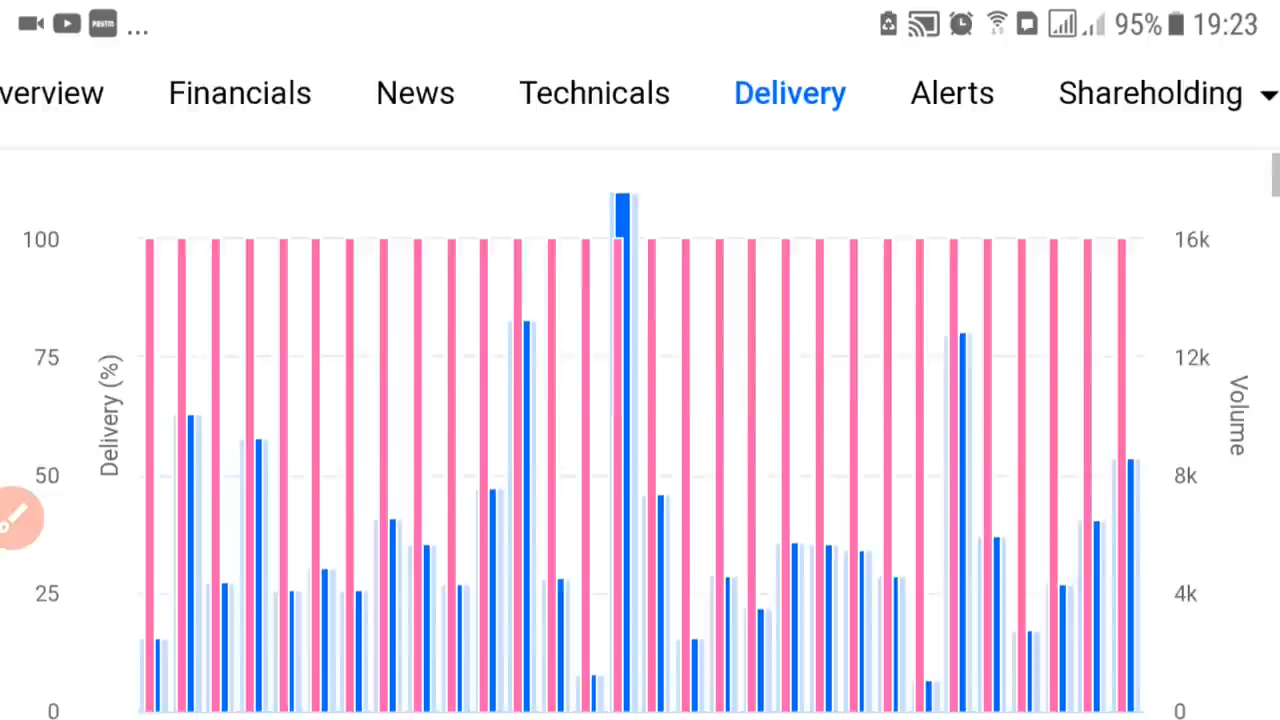 Paytm ... 95% 19:23
verview Financials News Technicals Delivery Alerts Shareholding
100 16k
75 12k
Delivery (%) Volume
50 8k
25 4k
0 0